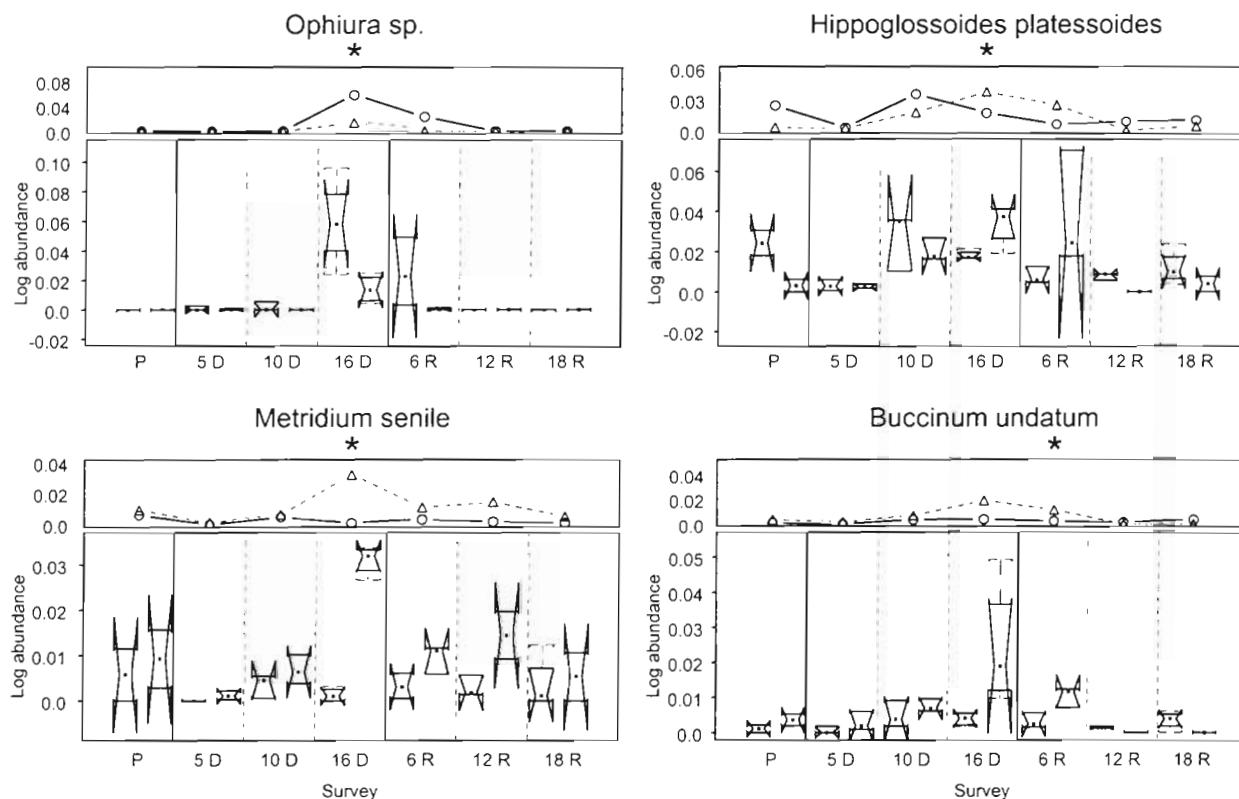 Ophiura sp.
*
0.08
0.04
0.0
Log abundance
0.10
0.08
0.06
0.04
0.02
0.0
-0.02
P 5 D 10 D 16 D 6 R 12 R 18 R
Hippoglossoides platessoides
*
0.06
0.03
0.0
Log abundance
0.06
0.04
0.02
0.0
-0.02
P 5 D 10 D 16 D 6 R 12 R 18 R
Metridium senile
*
0.04
0.02
0.0
Log abundance
0.03
0.02
0.01
0.0
P 5 D 10 D 16 D 6 R 12 R 18 R
Survey
Buccinum undatum
*
0.04
0.02
0.0
Log abundance
0.05
0.04
0.03
0.02
0.01
0.0
P 5 D 10 D 16 D 6 R 12 R 18 R
Survey